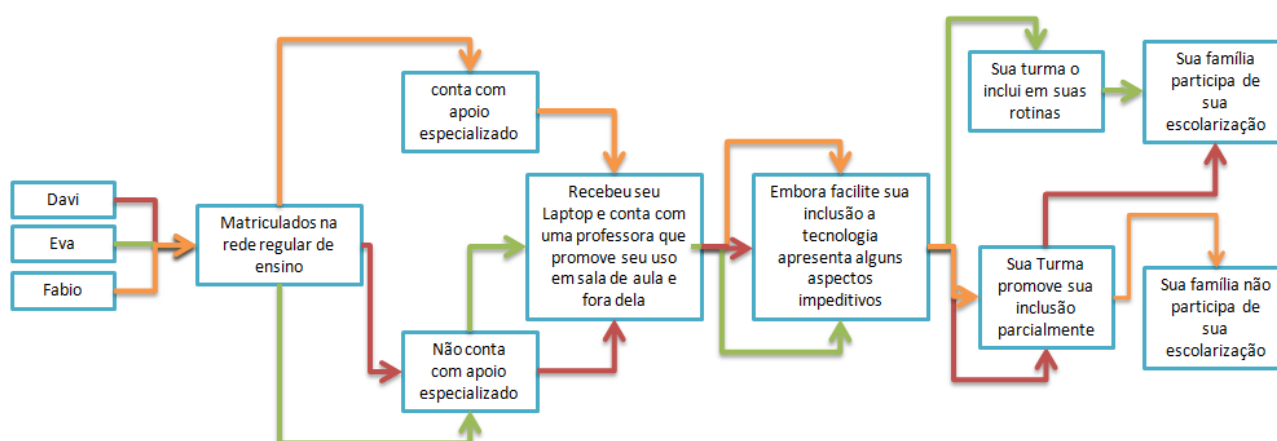 Davi
Eva
Fabio
Matriculados na
rede regular de
ensino
conta com
apoio
especializado
Não conta
com apoio
especializado
Recebeu seu
Laptop e conta com
uma professora que
promove seu uso
em sala de aula e
fora dela
Embora facilite sua
inclusão a
tecnologia
apresenta alguns
aspectos
impeditivos
Sua turma o
inclui em suas
rotinas
Sua Turma
promove sua
inclusão
parcialmente
Sua família
participa de
sua
escolarização
Sua família não
participa de
sua
escolarização